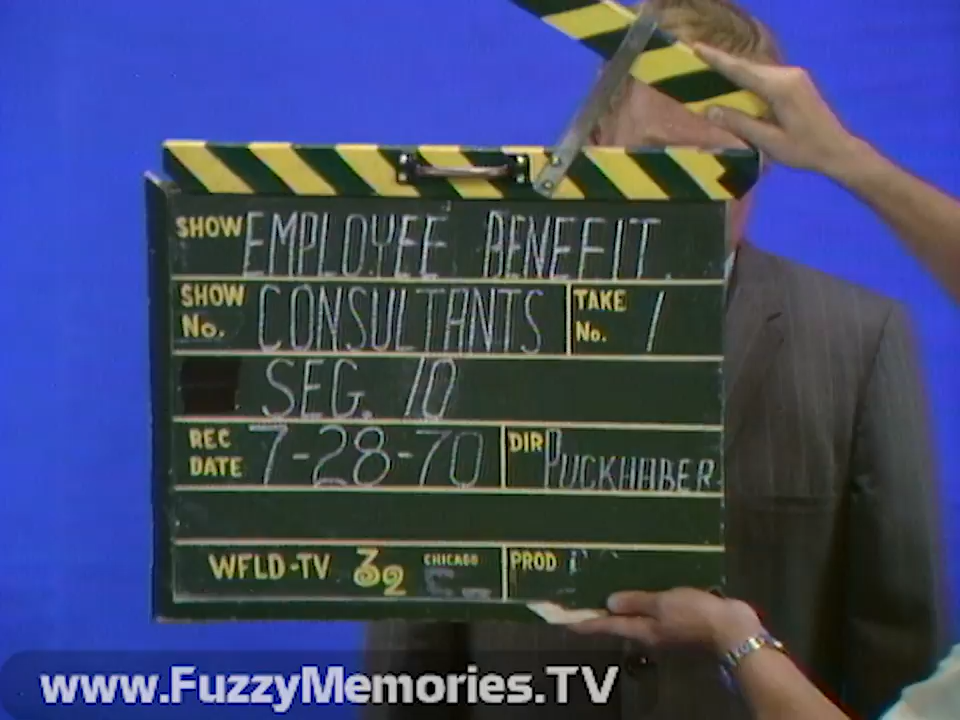 SHOW EMPLOYEE BENEFIT
SHOW No. CONSULTANTS TAKE No. 1
SEG. 10
REC DATE 7-28-70 DIR PUCKHABER
WFLD-TV 32 CHICAGO PROD
www.FuzzyMemories.TV